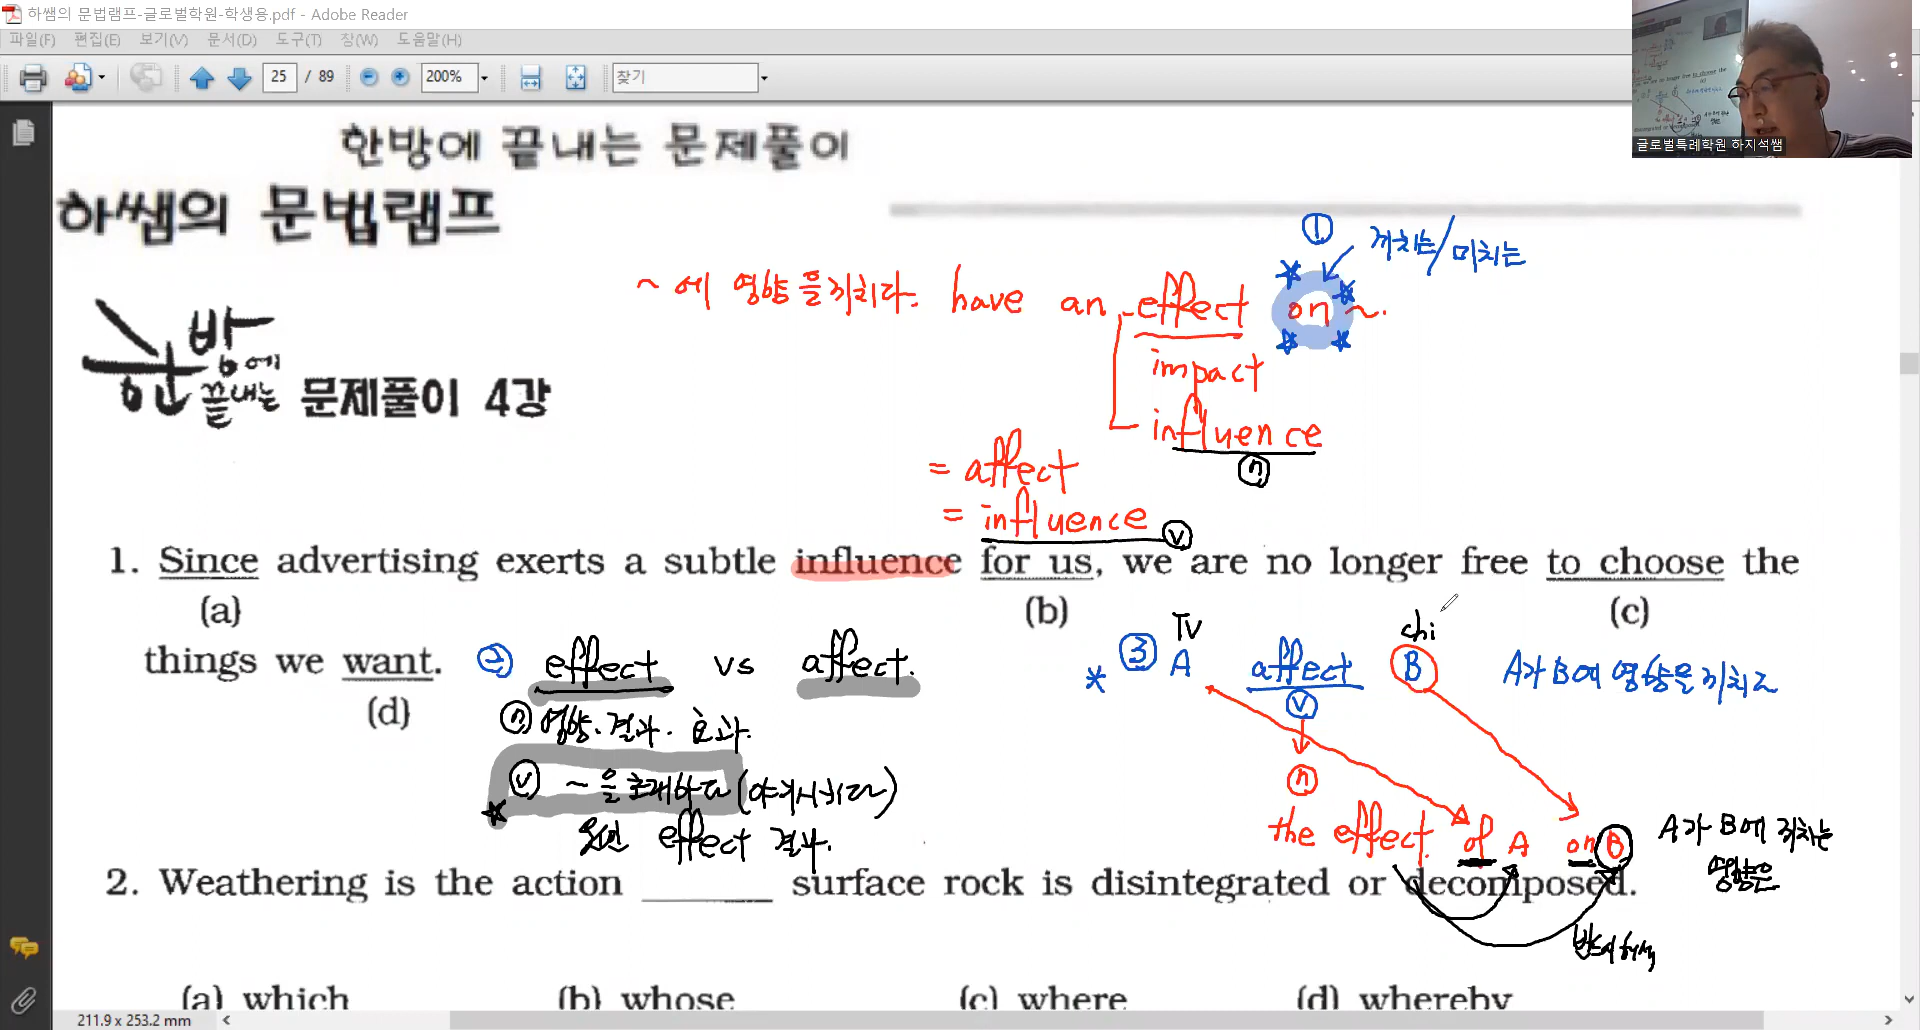 하쌤의 문법램프-글로벌학원-학생용.pdf - Adobe Reader
파일(F) 편집(E) 보기(V) 문서(D) 도구(T) 창(W) 도움말(H)
25 / 89 200% 찾기
글로벌특례학원 하지석쌤
한방에 끝내는 문제풀이
하쌤의 문법램프
① 끼치는/미치는
~에 영향을 끼치다. have an effect on ~.
impact
한방에 끝내는 문제풀이 4강
influence
ⓝ
= affect
= influence
ⓥ
1. Since advertising exerts a subtle influence for us, we are no longer free to choose the
(a) (b) (c)
things we want.
(d)
② effect vs affect.
ⓝ 영향. 결과. 효과.
ⓥ ~을 초래하다 (야기시키다)
원인 effect 결과.
TV chi
③ A affect B A가 B에 영향을 끼치고
ⓥ
ⓝ
the effect of A on B A가 B에 끼치는
영향은
2. Weathering is the action ______ surface rock is disintegrated or decomposed.
(a) which (b) whose (c) where (d) whereby
211.9 x 253.2 mm